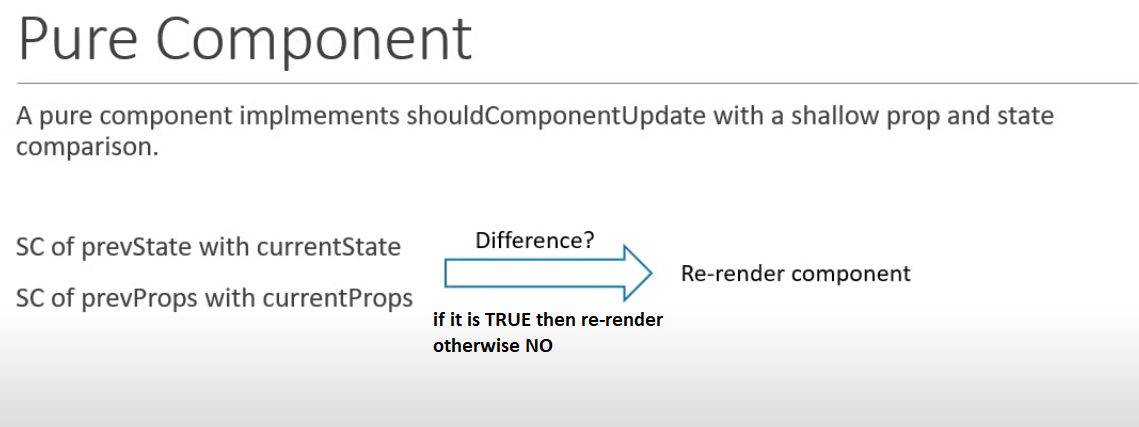 Pure Component
A pure component implmements shouldComponentUpdate with a shallow prop and state
comparison.
SC of prevState with currentState
SC of prevProps with currentProps
Difference?
if it is TRUE then re-render
otherwise NO
Re-render component